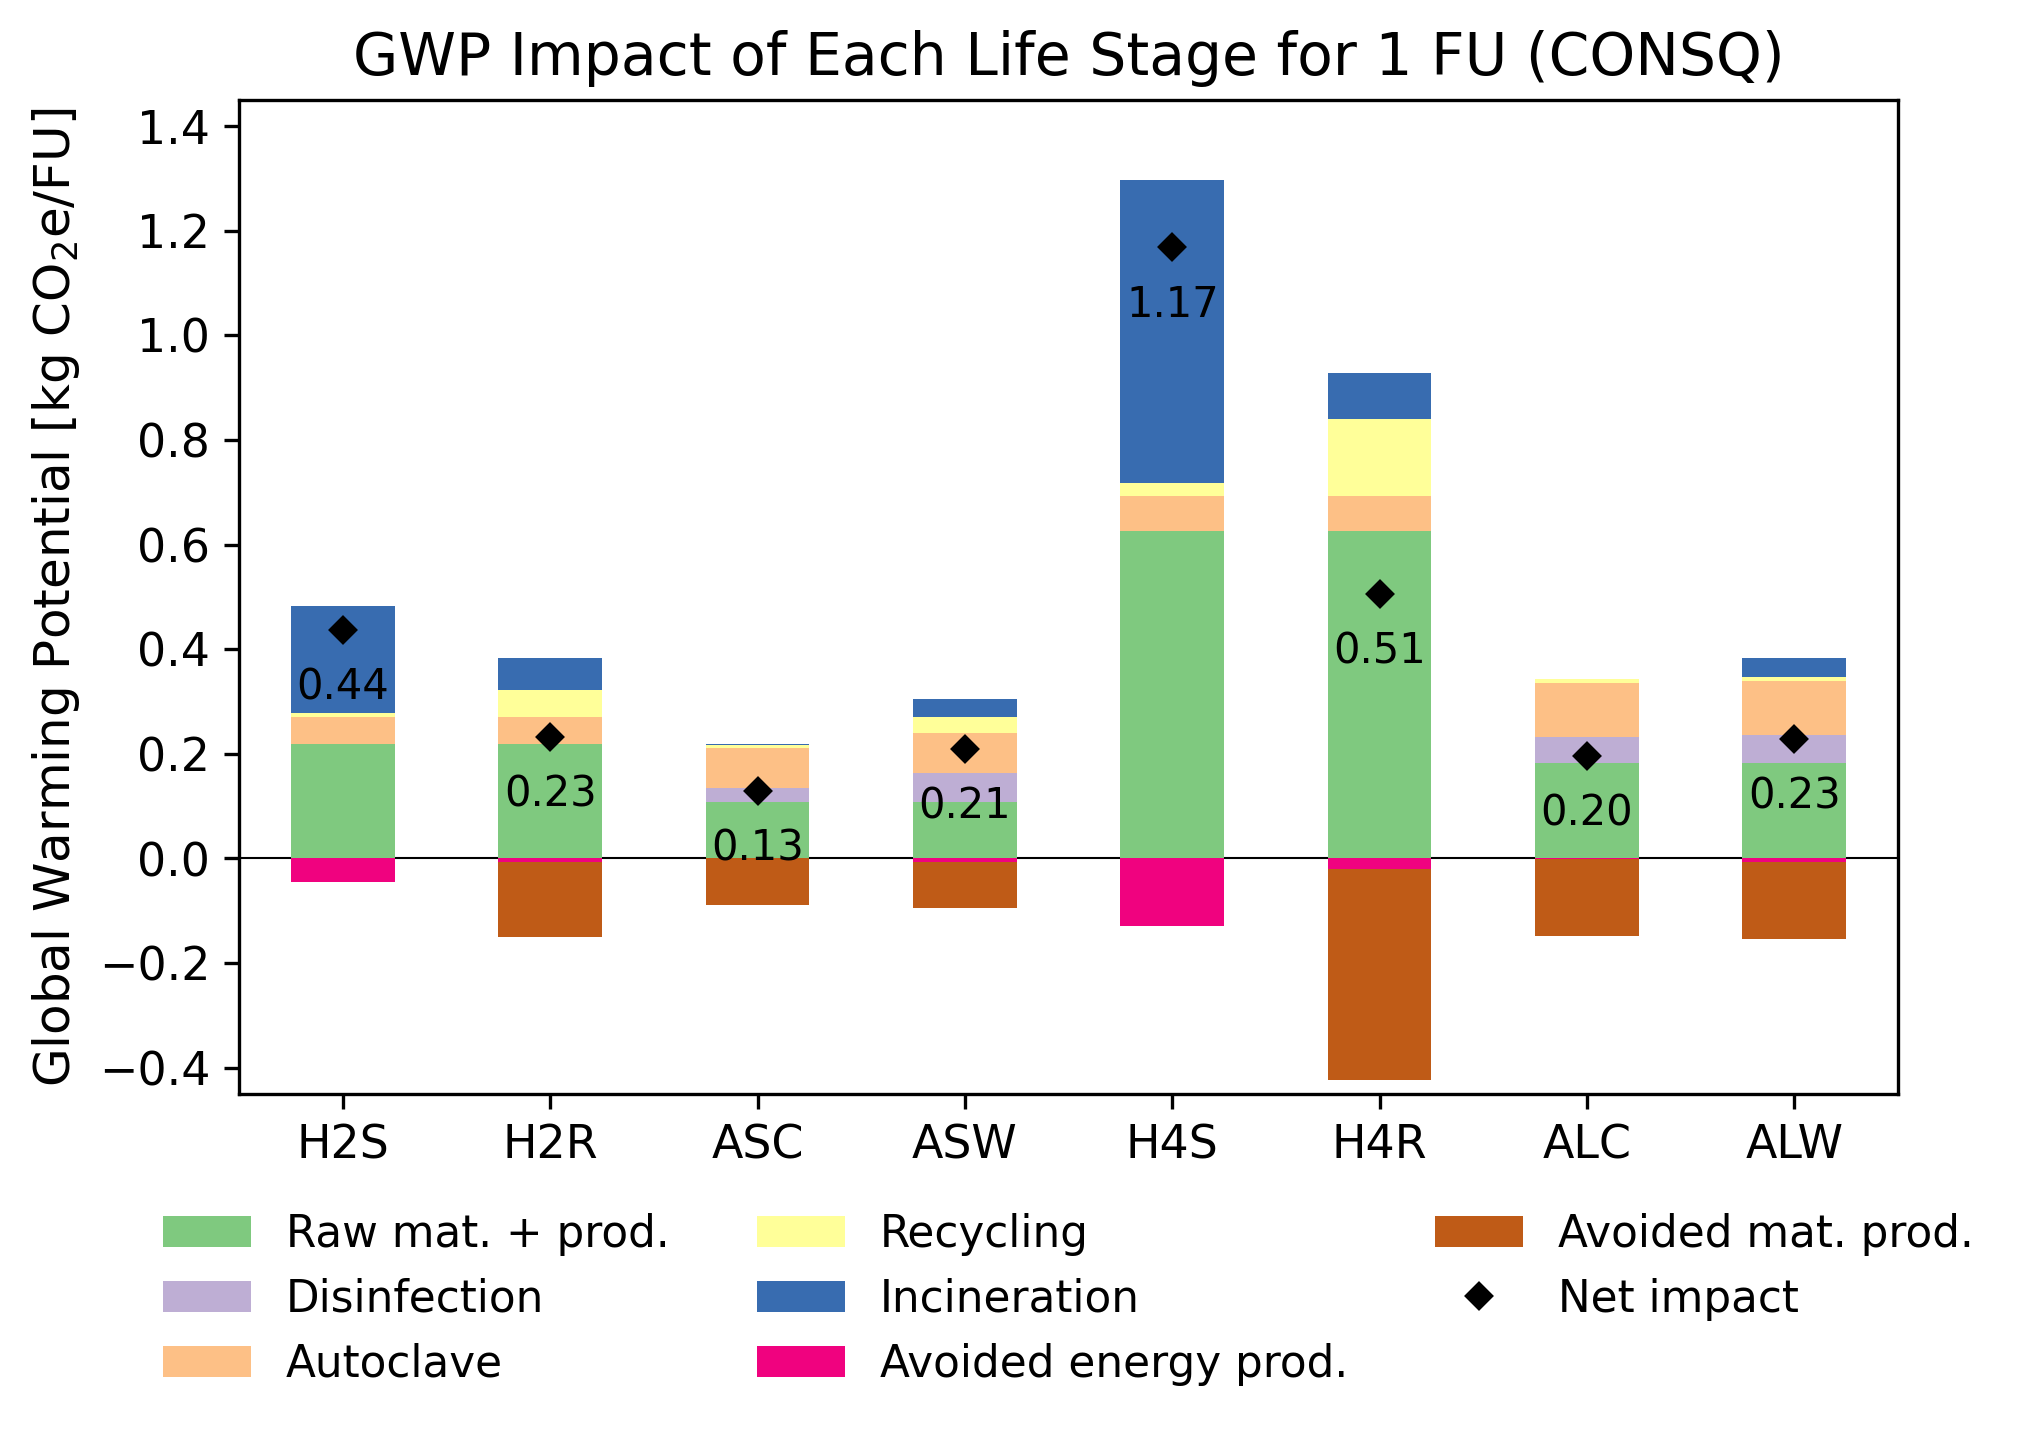 GWP Impact of Each Life Stage for 1 FU (CONSQ)
Global Warming Potential [kg CO₂e/FU]
1.4
1.2
1.0
0.8
0.6
0.4
0.2
0.0
−0.2
−0.4
0.44
0.23
0.13
0.21
1.17
0.51
0.20
0.23
H2S H2R ASC ASW H4S H4R ALC ALW
Raw mat. + prod.
Disinfection
Autoclave
Recycling
Incineration
Avoided energy prod.
Avoided mat. prod.
Net impact